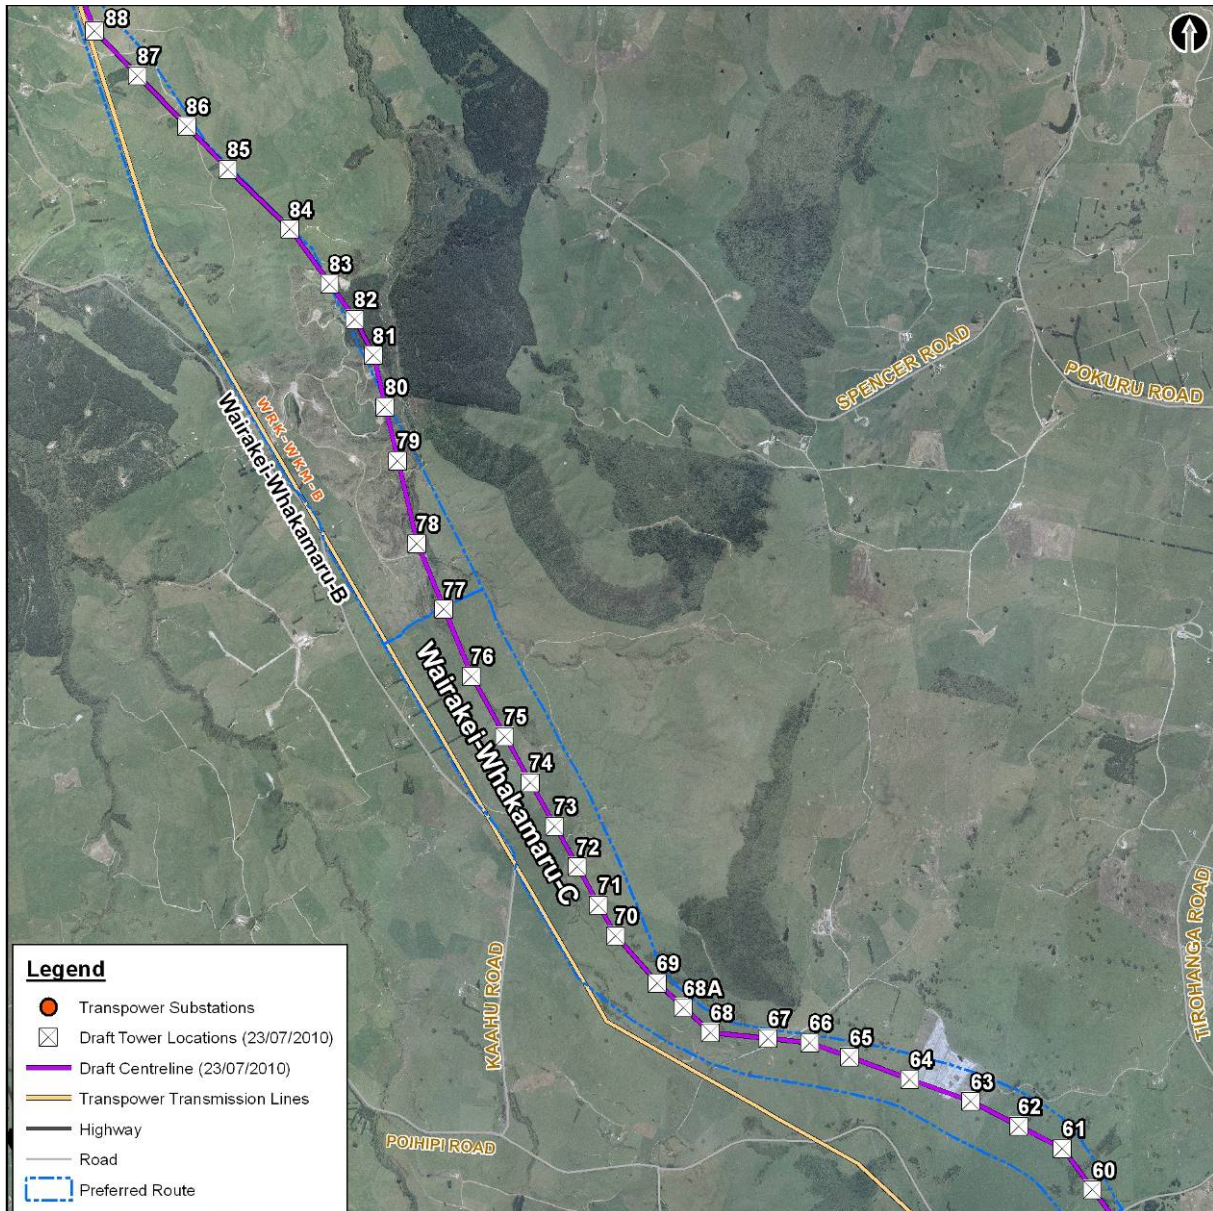 88
87
86
85
84
83
82
81
80
79
78
77
76
75
74
73
72
71
70
69
68A
68
67
66
65
64
63
62
61
60
SPENCER ROAD
POKURU ROAD
WRK-WKM-B
Wairakei-Whakamaru-B
Wairakei-Whakamaru-C
KAAHU ROAD
TIROHANGA ROAD
POIHIPI ROAD
Legend
Transpower Substations
Draft Tower Locations (23/07/2010)
Draft Centreline (23/07/2010)
Transpower Transmission Lines
Highway
Road
Preferred Route